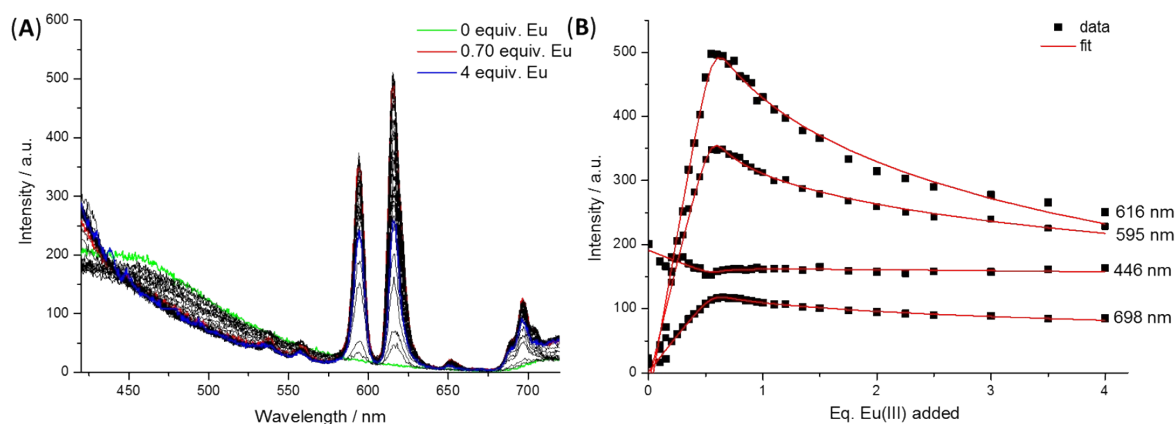 (A)
0 equiv. Eu
0.70 equiv. Eu
4 equiv. Eu
Intensity / a.u.
600
500
400
300
200
100
0
450 500 550 600 650 700
Wavelength / nm
(B)
data
fit
Intensity / a.u.
500
400
300
200
100
0
616 nm
595 nm
446 nm
698 nm
0 1 2 3 4
Eq. Eu(III) added